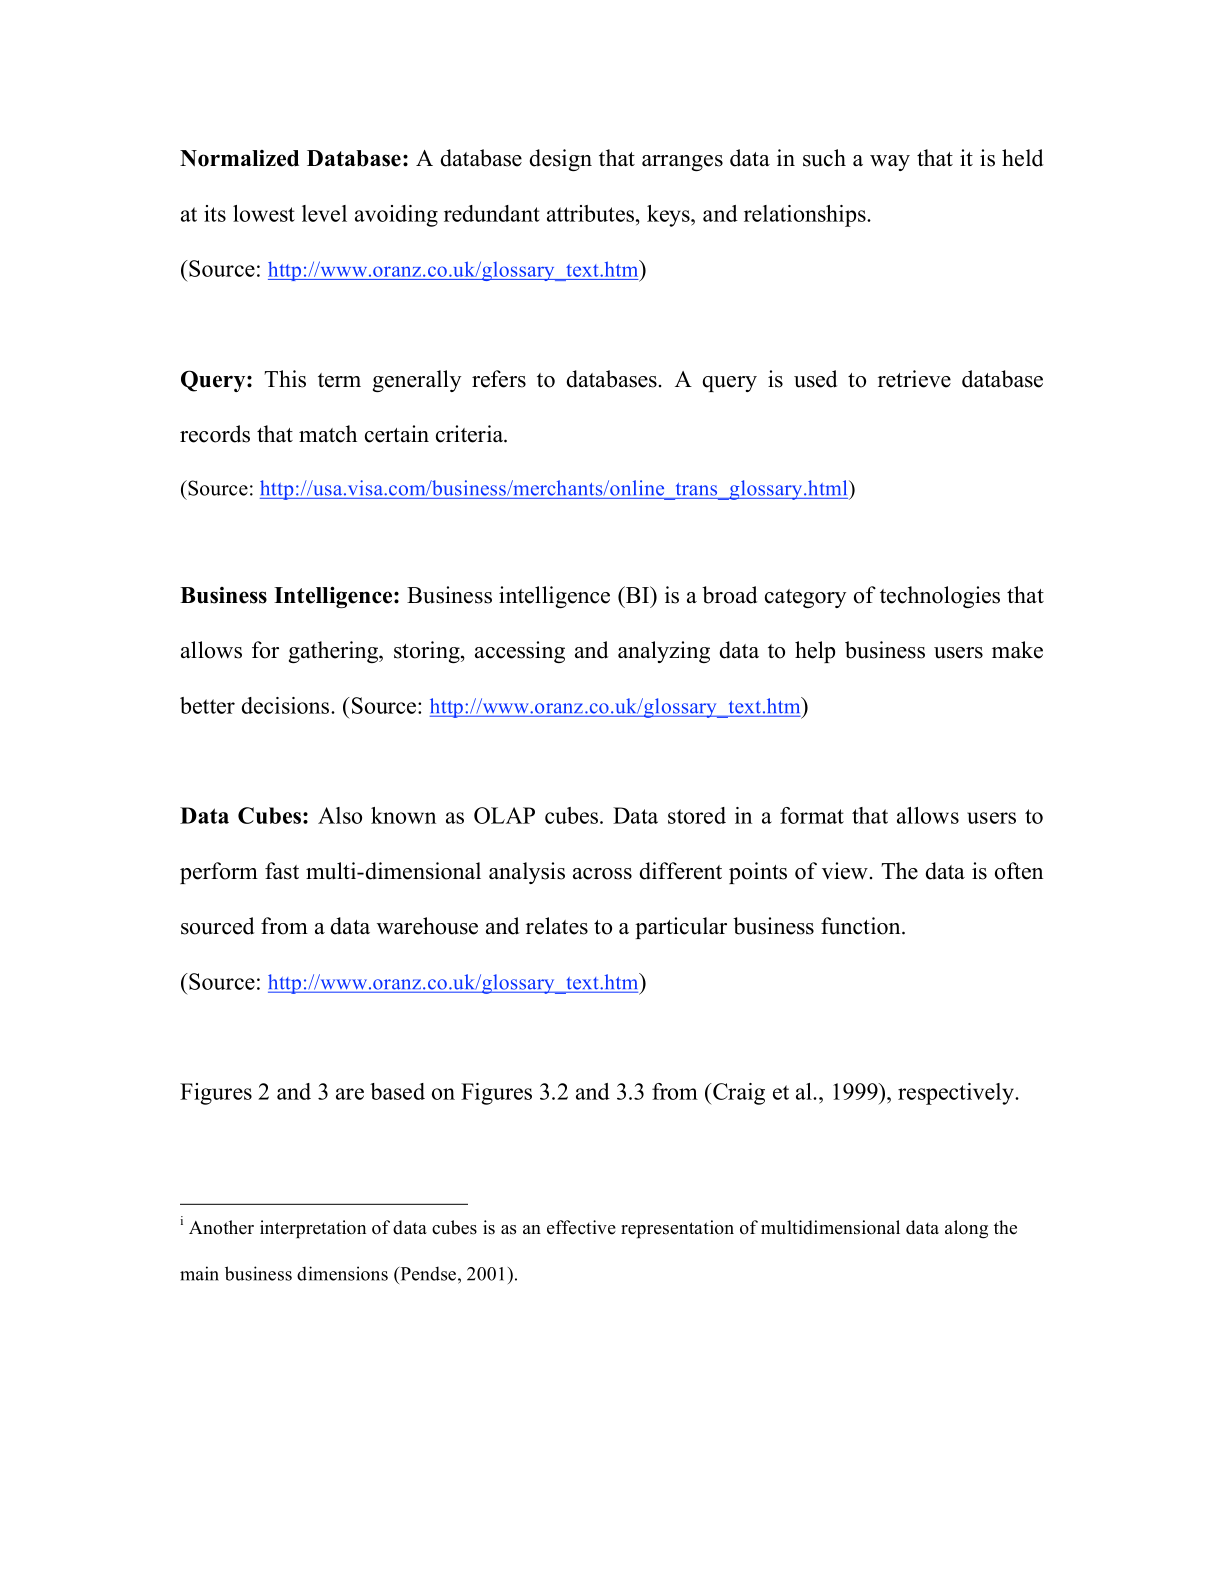 Normalized Database: A database design that arranges data in such a way that it is held
at its lowest level avoiding redundant attributes, keys, and relationships.
(Source: http://www.oranz.co.uk/glossary_text.htm)
Query: This term generally refers to databases. A query is used to retrieve database
records that match certain criteria.
(Source: http://usa.visa.com/business/merchants/online_trans_glossary.html)
Business Intelligence: Business intelligence (BI) is a broad category of technologies that
allows for gathering, storing, accessing and analyzing data to help business users make
better decisions. (Source: http://www.oranz.co.uk/glossary_text.htm)
Data Cubes: Also known as OLAP cubes. Data stored in a format that allows users to
perform fast multi-dimensional analysis across different points of view. The data is often
sourced from a data warehouse and relates to a particular business function.
(Source: http://www.oranz.co.uk/glossary_text.htm)
Figures 2 and 3 are based on Figures 3.2 and 3.3 from (Craig et al., 1999), respectively.
i Another interpretation of data cubes is as an effective representation of multidimensional data along the
main business dimensions (Pendse, 2001).